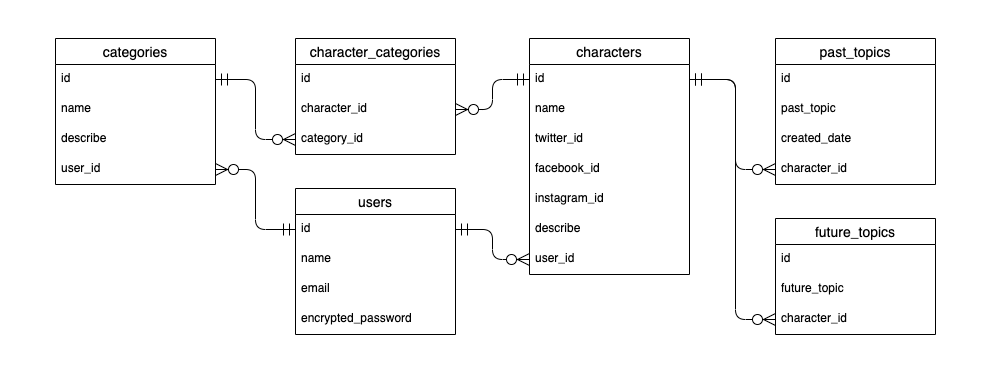 categories
id
name
describe
user_id
character_categories
id
character_id
category_id
users
id
name
email
encrypted_password
characters
id
name
twitter_id
facebook_id
instagram_id
describe
user_id
past_topics
id
past_topic
created_date
character_id
future_topics
id
future_topic
character_id